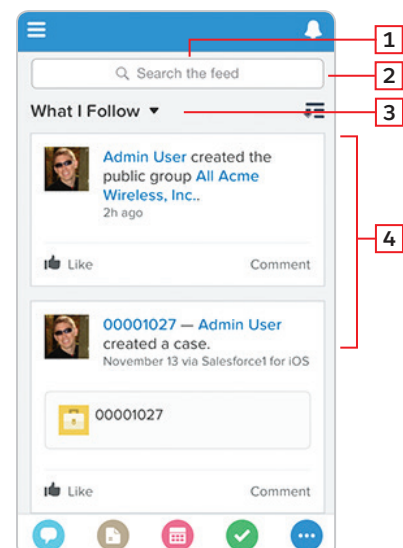 1
Search the feed
2
What I Follow
3
Admin User created the
public group All Acme
Wireless, Inc..
2h ago
4
Like
Comment
00001027 — Admin User
created a case.
November 13 via Salesforce1 for iOS
00001027
Like
Comment